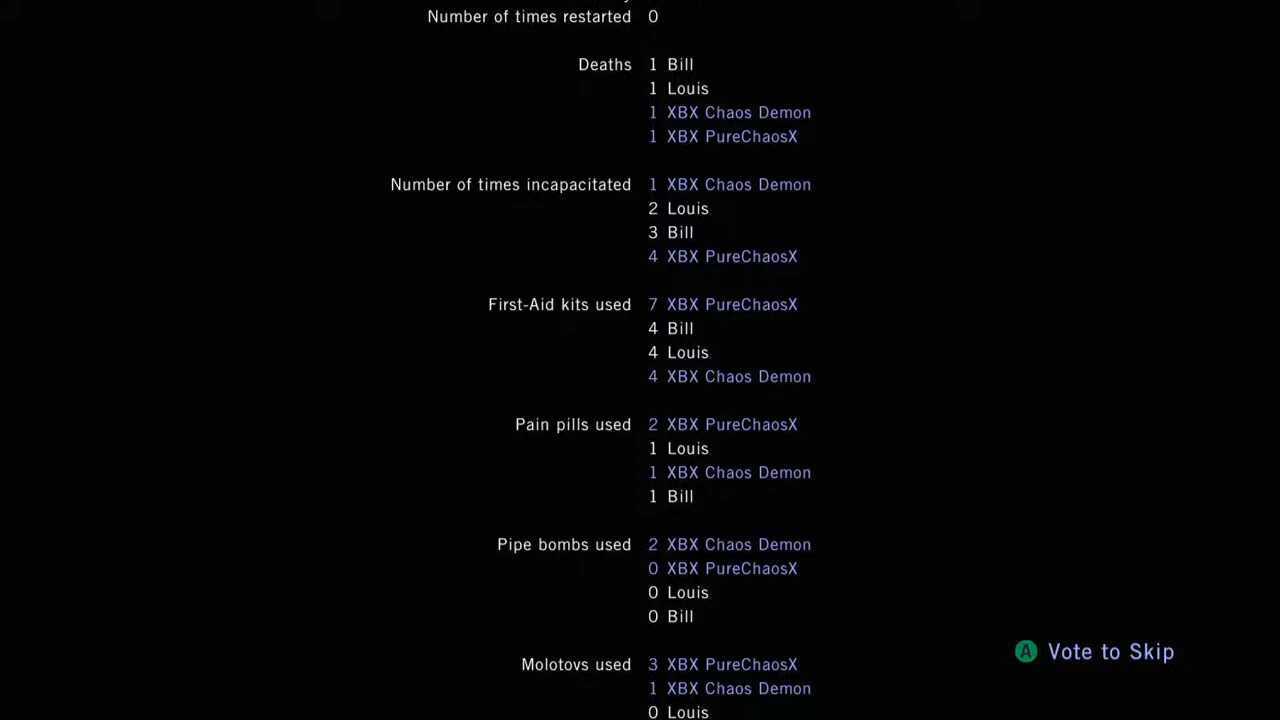 Number of times restarted 0
Deaths 1 Bill
1 Louis
1 XBX Chaos Demon
1 XBX PureChaosX
Number of times incapacitated 1 XBX Chaos Demon
2 Louis
3 Bill
4 XBX PureChaosX
First-Aid kits used 7 XBX PureChaosX
4 Bill
4 Louis
4 XBX Chaos Demon
Pain pills used 2 XBX PureChaosX
1 Louis
1 XBX Chaos Demon
1 Bill
Pipe bombs used 2 XBX Chaos Demon
0 XBX PureChaosX
0 Louis
0 Bill
A Vote to Skip
Molotovs used 3 XBX PureChaosX
1 XBX Chaos Demon
0 Louis